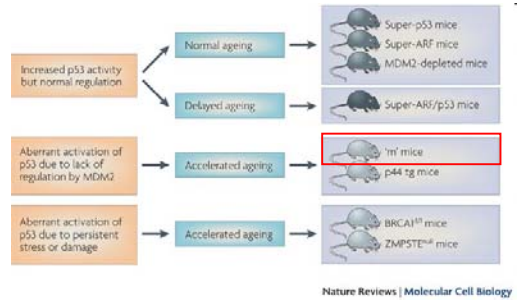 Increased p53 activity
but normal regulation
Normal ageing
Super-p53 mice
Super-ARF mice
MDM2-depleted mice
Delayed ageing
Super-ARF/p53 mice
Aberrant activation of
p53 due to lack of
regulation by MDM2
Accelerated ageing
'm' mice
p44 tg mice
Aberrant activation of
p53 due to persistent
stress or damage
Accelerated ageing
BRCA1 mice
ZMPSTE mice
Nature Reviews | Molecular Cell Biology